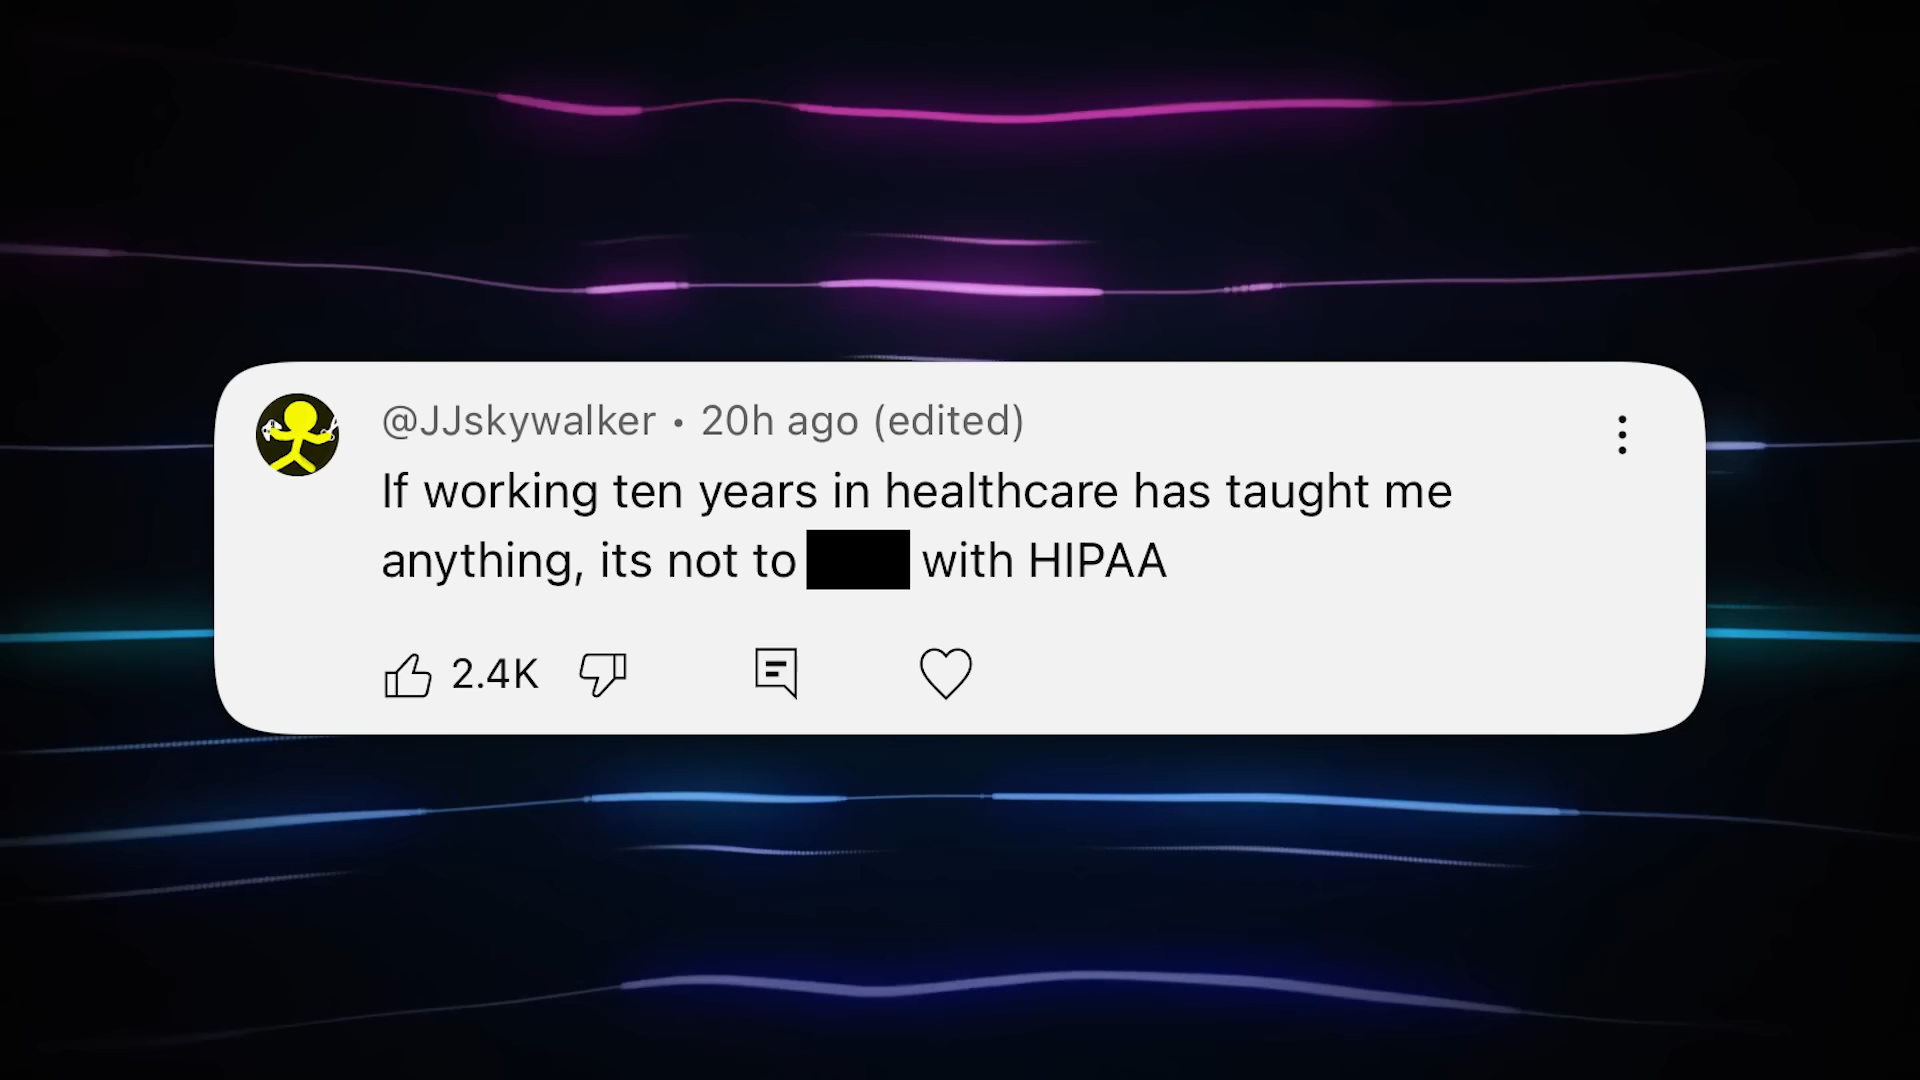 @JJskywalker • 20h ago (edited)
If working ten years in healthcare has taught me
anything, its not to with HIPAA
2.4K